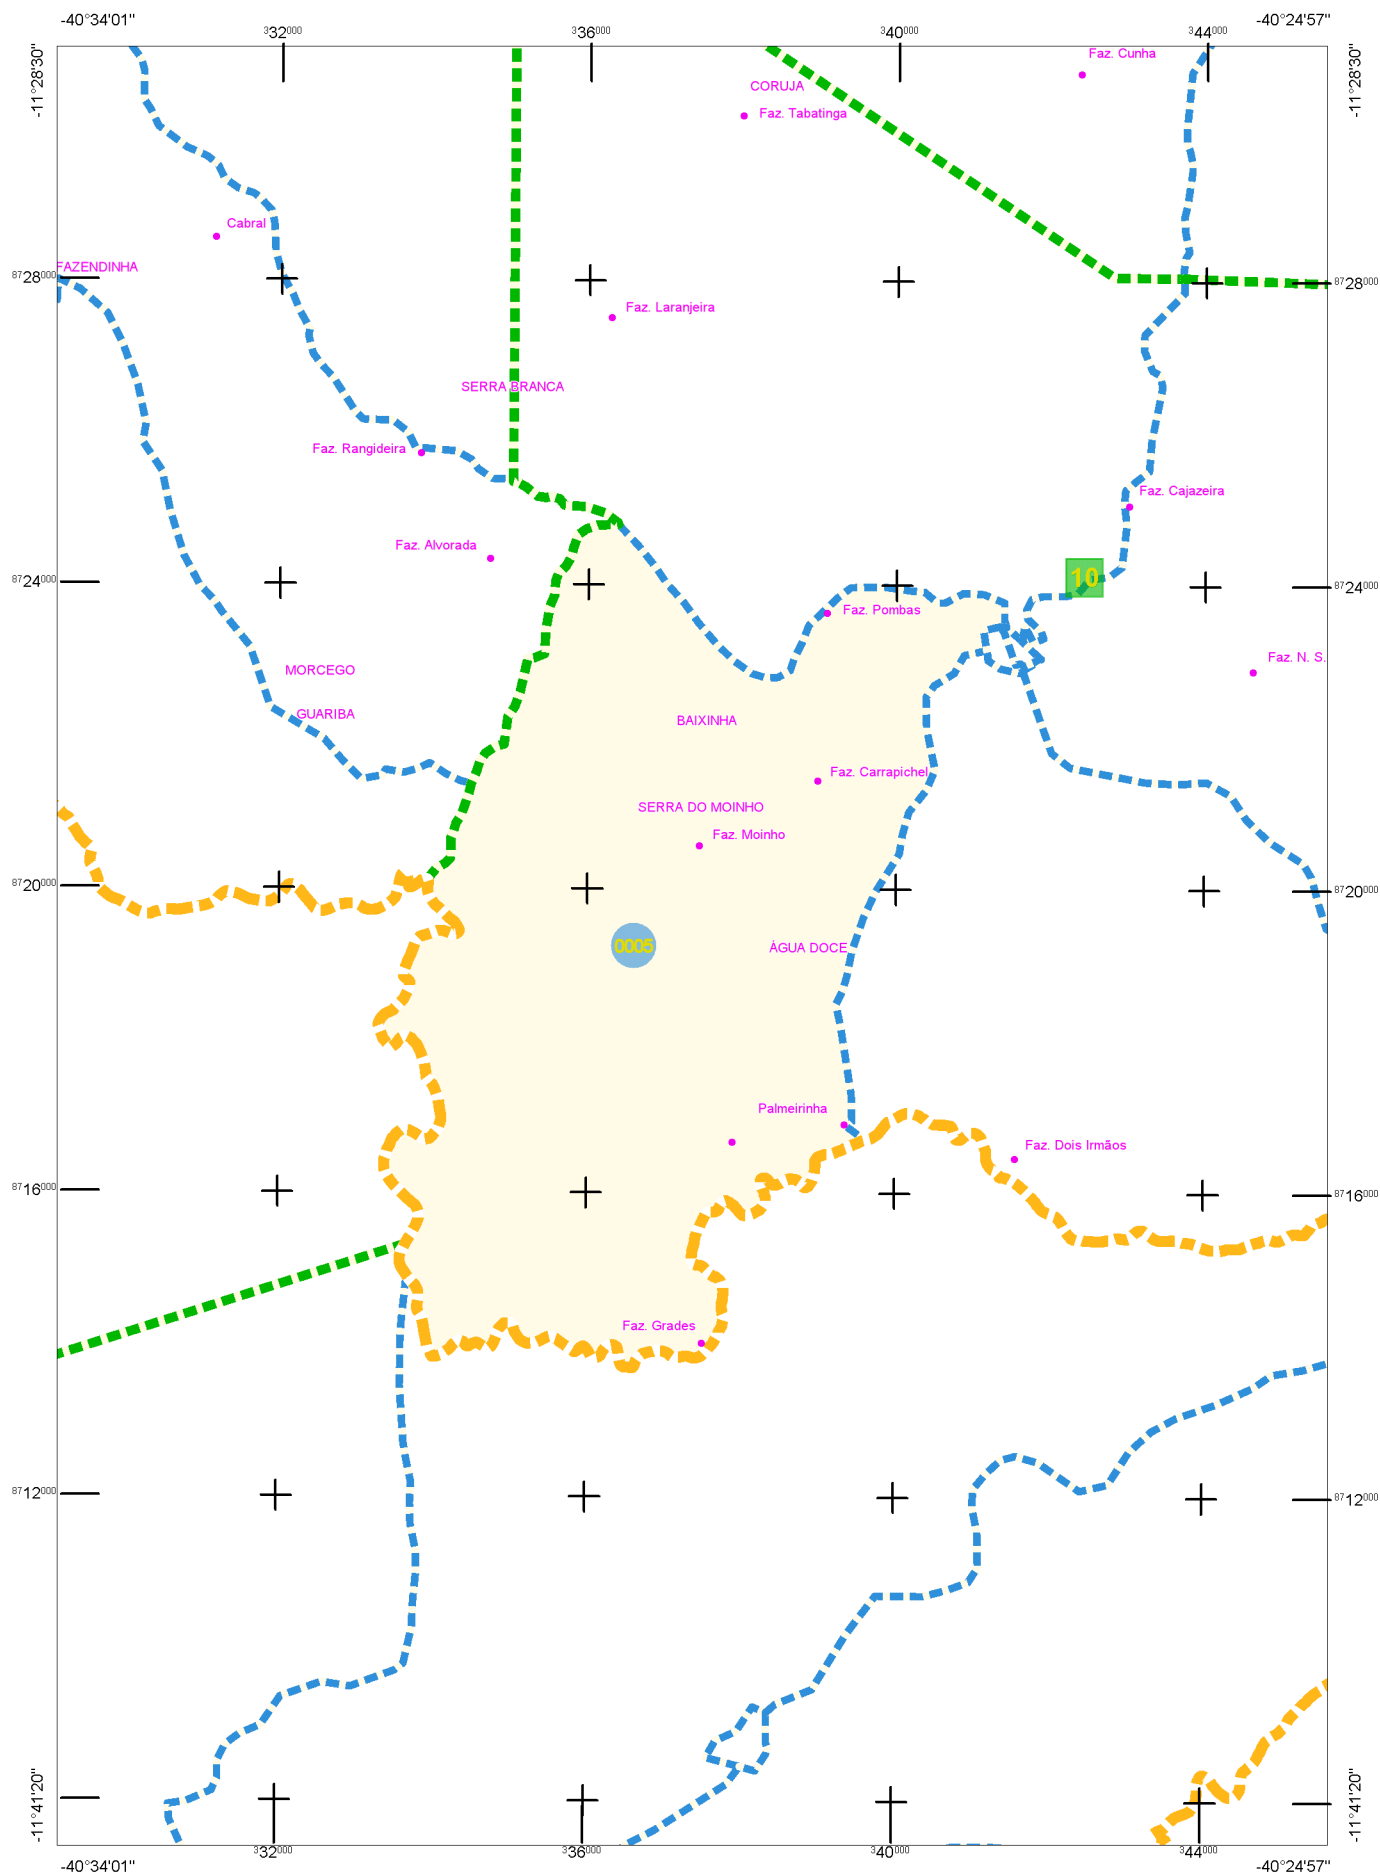 -40°34'01" -40°24'57"
332000 336000 340000 344000
-11°28'30" -11°28'30"
Faz. Cunha
CORUJA
Faz. Tabatinga
Cabral
FAZENDINHA
8728000 8728000
Faz. Laranjeira
SERRA BRANCA
Faz. Rangideira
Faz. Cajazeira
Faz. Alvorada
8724000 10 8724000
Faz. Pombas
Faz. N. S.
MORCEGO
GUARIBA
BAIXINHA
Faz. Carrapichel
SERRA DO MOINHO
Faz. Moinho
8720000 8720000
0005
ÁGUA DOCE
Palmeirinha
Faz. Dois Irmãos
8716000 8716000
Faz. Grades
8712000 8712000
-11°41'20" -11°41'20"
332000 336000 340000 344000
-40°34'01" -40°24'57"